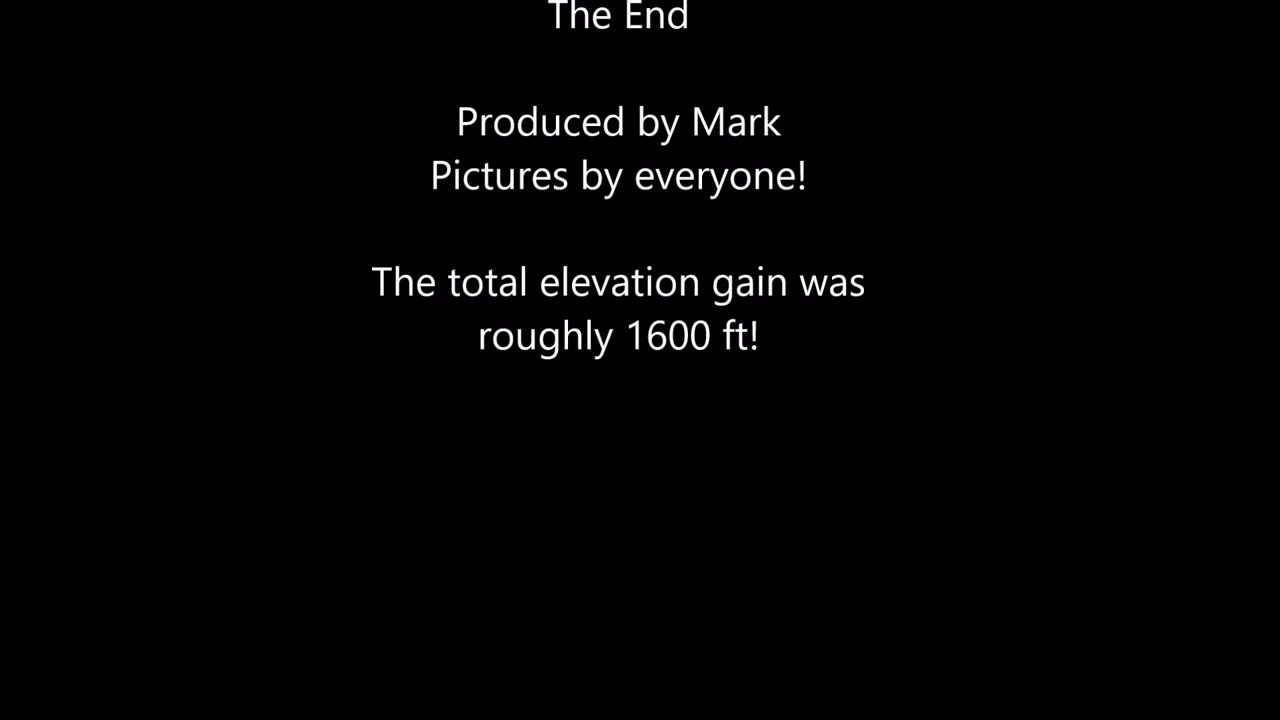 The End
Produced by Mark
Pictures by everyone!
The total elevation gain was
roughly 1600 ft!